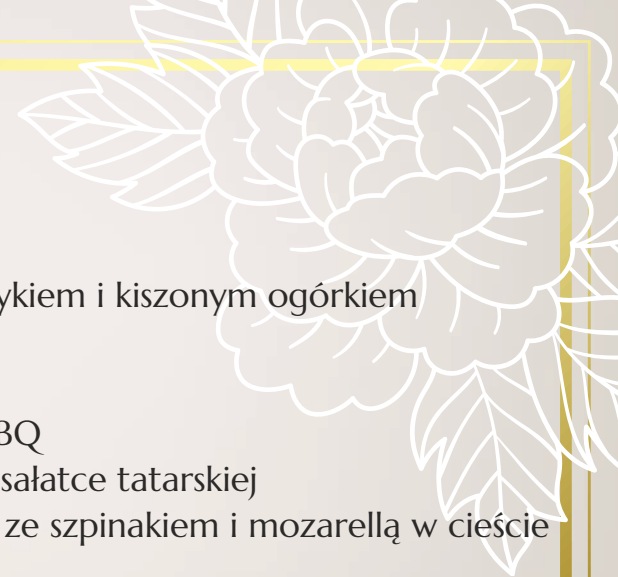 ykiem i kiszonym ogórkiem
BQ
sałatce tatarskiej
ze szpinakiem i mozarellą w cieście